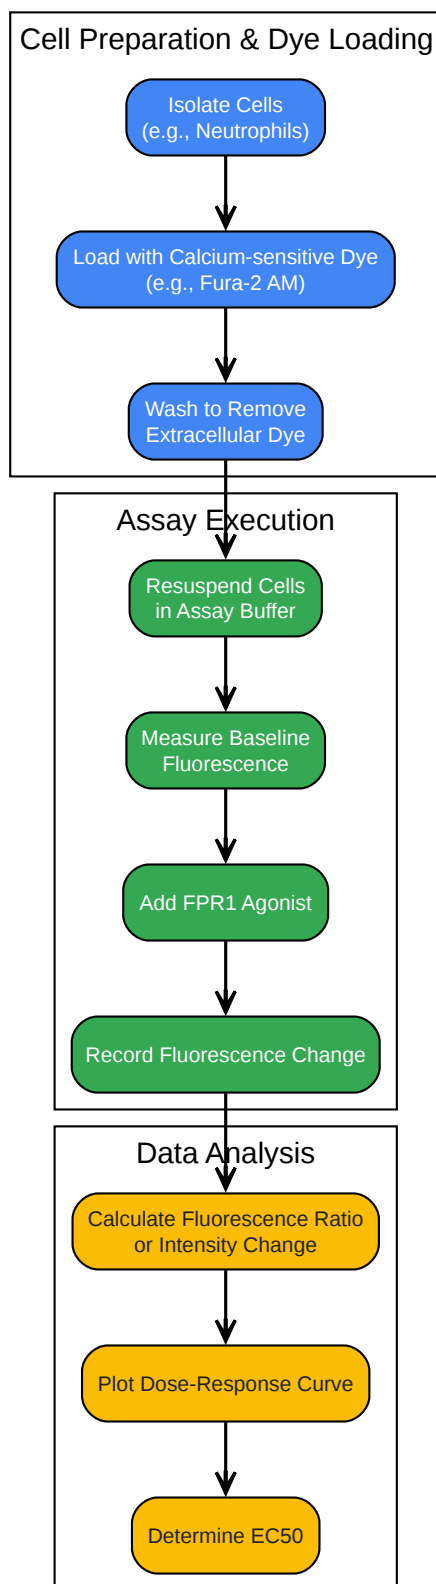 Cell Preparation & Dye Loading
Isolate Cells
(e.g., Neutrophils)
Load with Calcium-sensitive Dye
(e.g., Fura-2 AM)
Wash to Remove
Extracellular Dye
Assay Execution
Resuspend Cells
in Assay Buffer
Measure Baseline
Fluorescence
Add FPR1 Agonist
Record Fluorescence Change
Data Analysis
Calculate Fluorescence Ratio
or Intensity Change
Plot Dose-Response Curve
Determine EC50